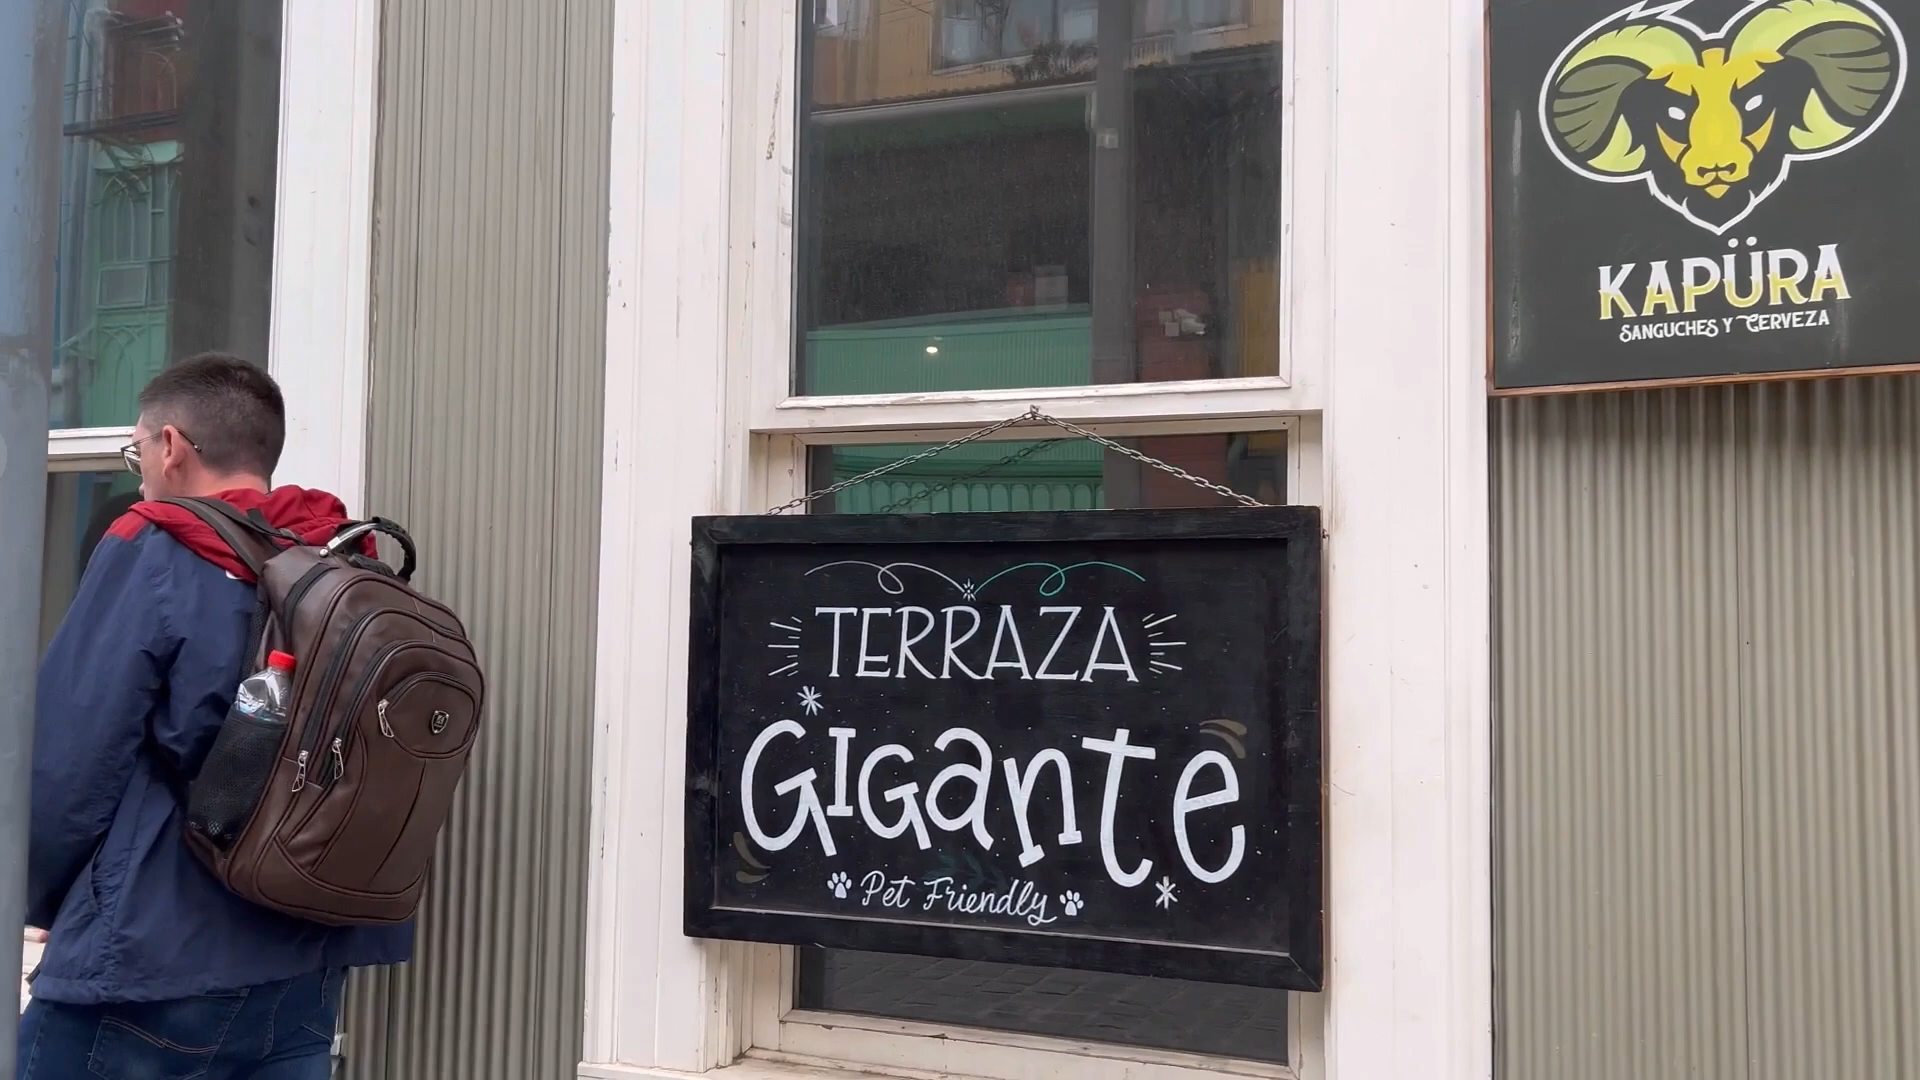 TERRAZA
GIGante
Pet Friendly
KAPÜRA
SANGUCHES Y CERVEZA